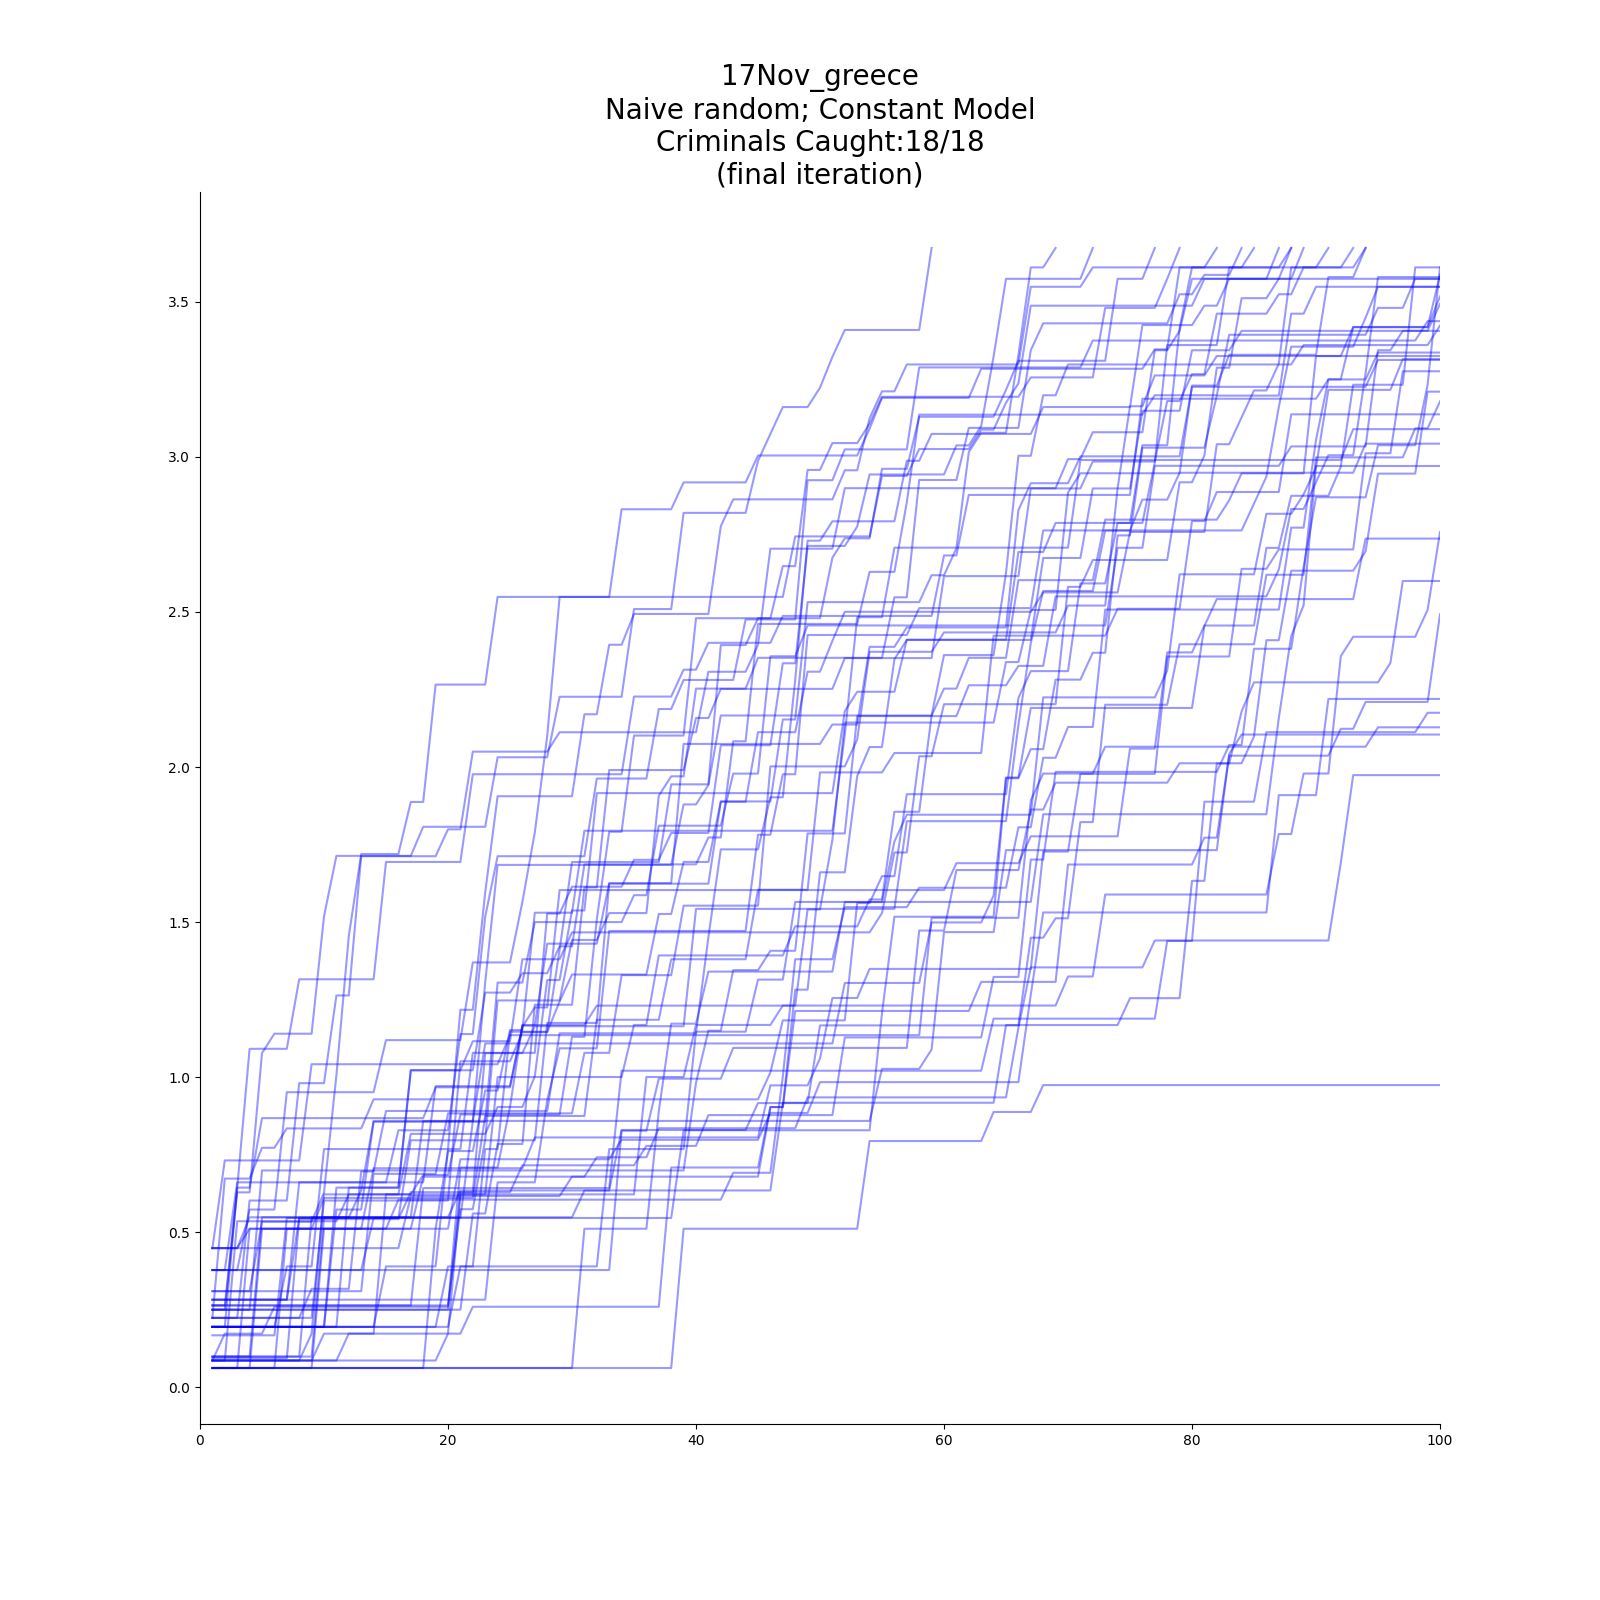 17Nov_greece
Naive random; Constant Model
Criminals Caught:18/18
(final iteration)
3.5
3.0
2.5
2.0
1.5
1.0
0.5
0.0
0 20 40 60 80 100